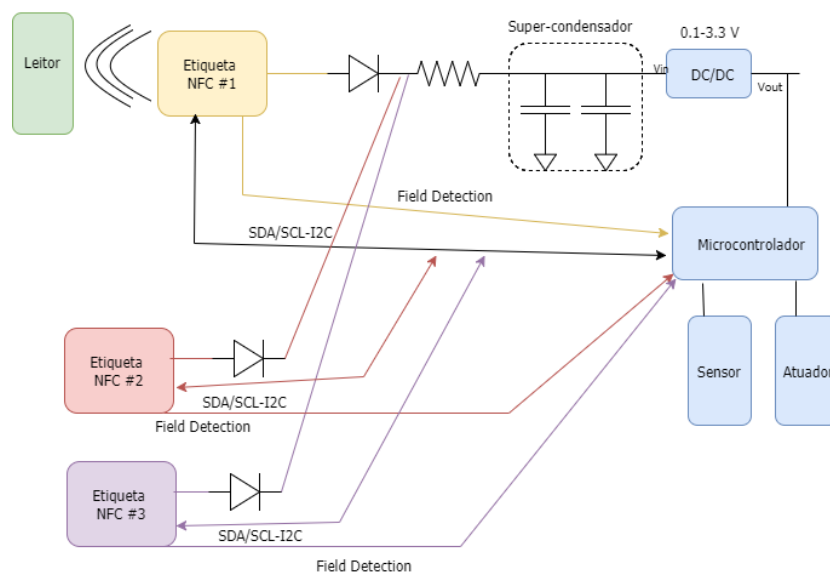 Leitor
Etiqueta
NFC #1
Super-condensador
0.1-3.3 V
Vin
DC/DC
Vout
Field Detection
SDA/SCL-I2C
Microcontrolador
Etiqueta
NFC #2
SDA/SCL-I2C
Field Detection
Sensor
Atuador
Etiqueta
NFC #3
SDA/SCL-I2C
Field Detection